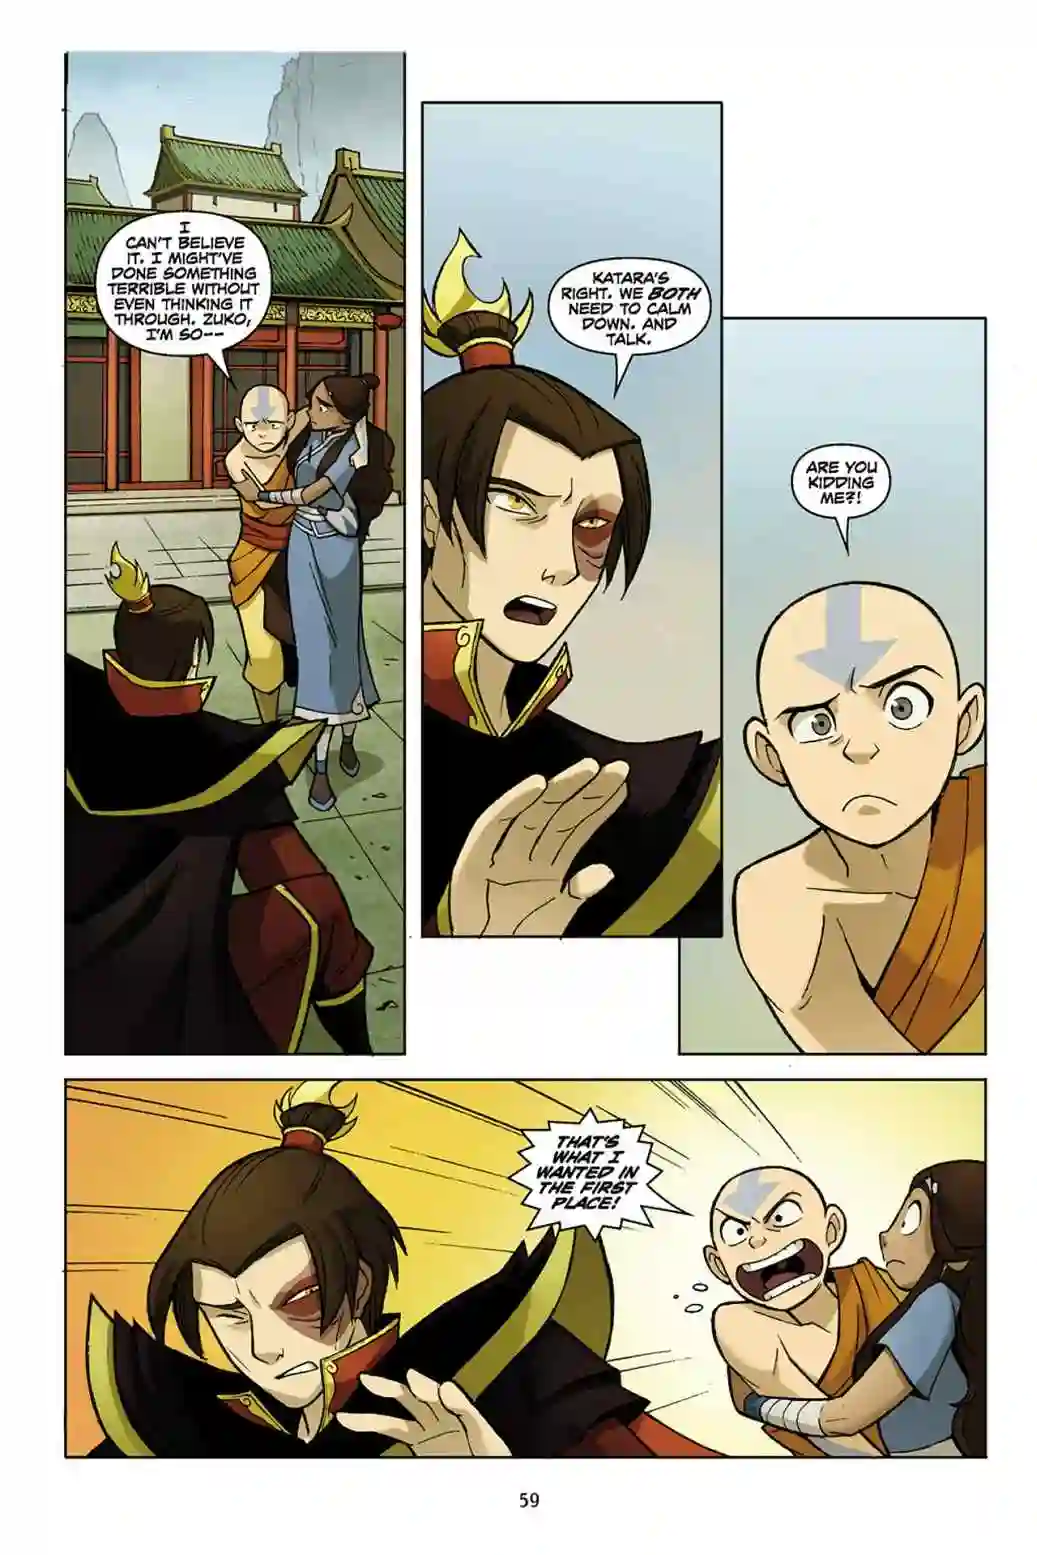 I
CAN'T BELIEVE
IT. I MIGHT'VE
DONE SOMETHING
TERRIBLE WITHOUT
EVEN THINKING IT
THROUGH. ZUKO,
I'M SO--
KATARA'S
RIGHT. WE BOTH
NEED TO CALM
DOWN. AND
TALK.
ARE YOU
KIDDING
ME?!
THAT'S
WHAT I
WANTED IN
THE FIRST
PLACE!
59